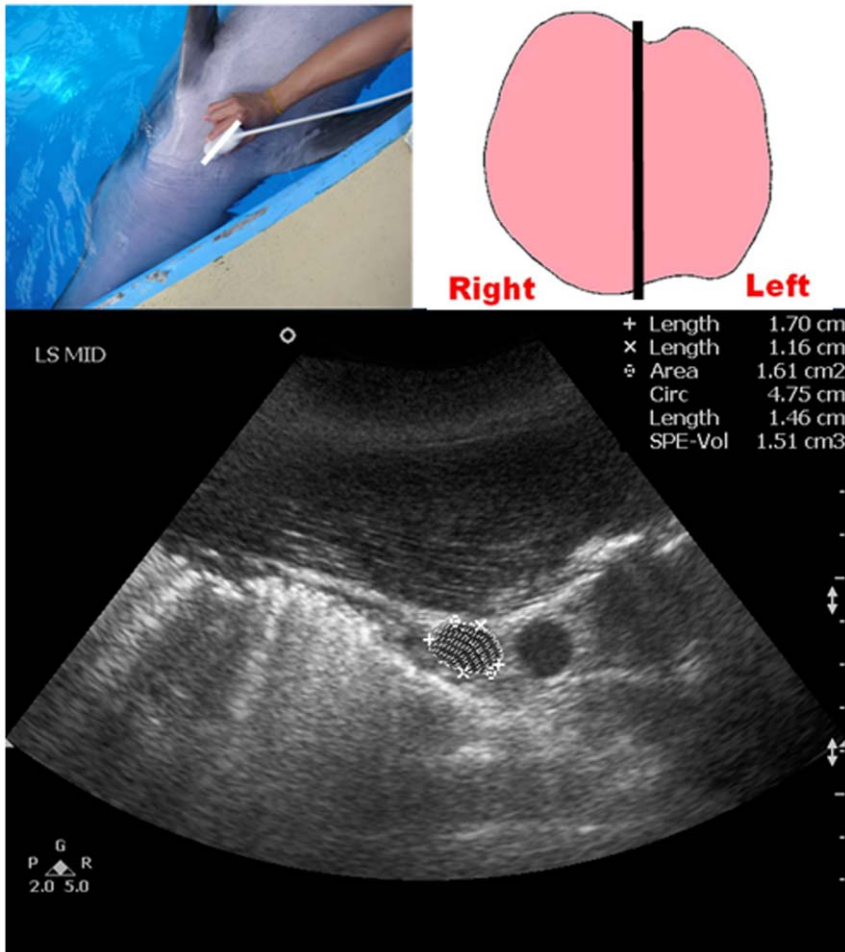 Right
Left
LS MID
+ Length 1.70 cm
× Length 1.16 cm
Area 1.61 cm2
Circ 4.75 cm
Length 1.46 cm
SPE-Vol 1.51 cm3
G
P R
2.0 5.0